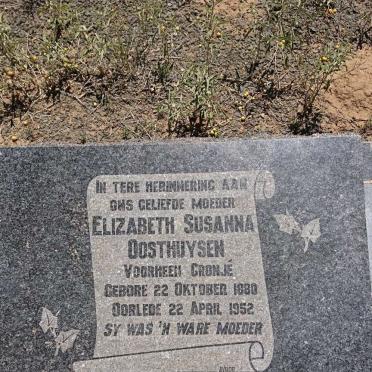 IN TERE HERINNERING AAN
ONS GELIEFDE MOEDER
ELIZABETH SUSANNA
OOSTHUYSEN
VOORHEEN CRONJÉ
GEBORE 22 OKTOBER 1880
OORLEDE 22 APRIL 1952
SY WAS 'N WARE MOEDER